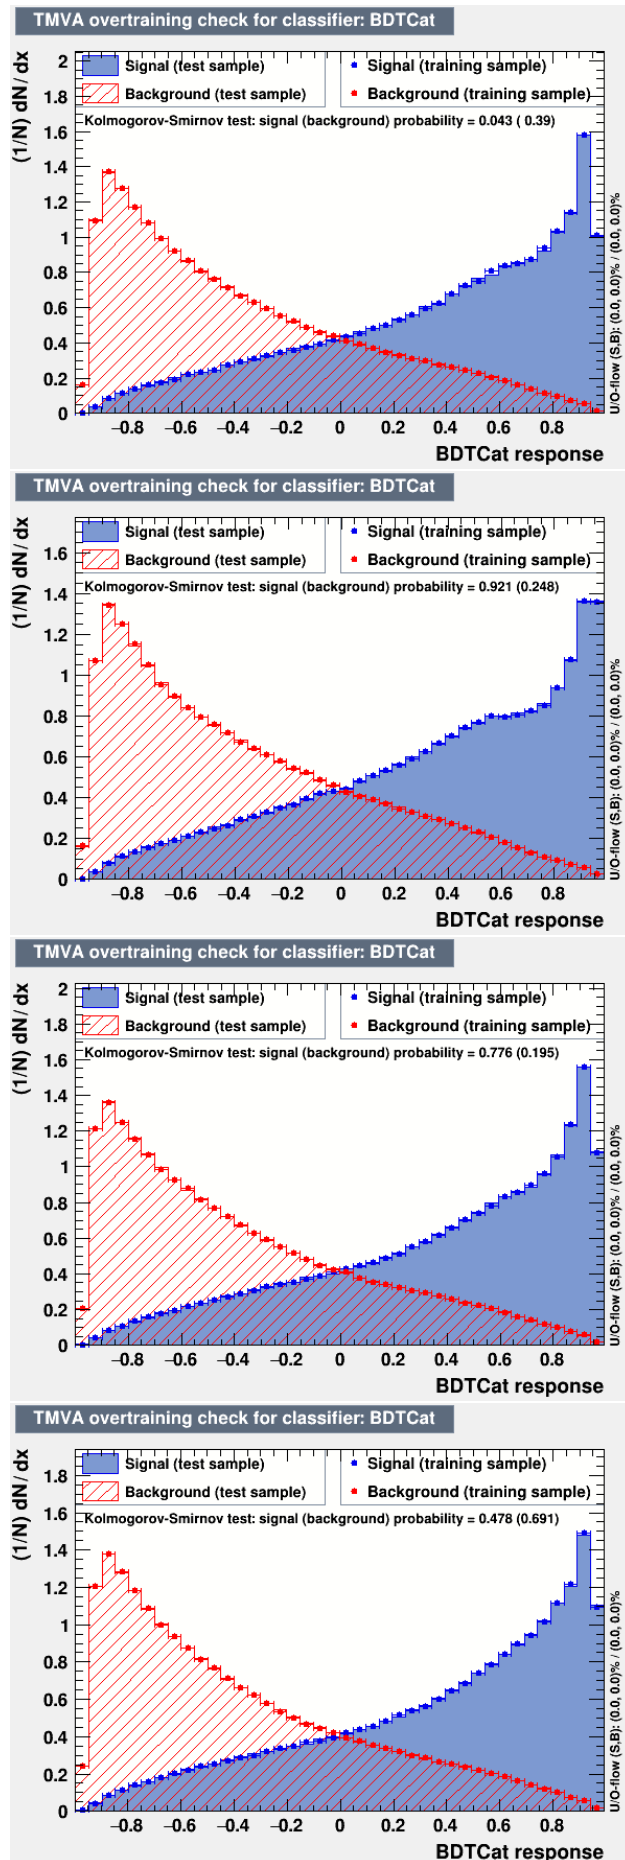 TMVA overtraining check for classifier: BDTCat
2
1.8
1.6
1.4
1.2
1
0.8
0.6
0.4
0.2
0
(1/N) dN / dx
Signal (test sample)
Background (test sample)
Signal (training sample)
Background (training sample)
Kolmogorov-Smirnov test: signal (background) probability = 0.043 ( 0.39)
U/O-flow (S,B): (0.0, 0.0)% / (0.0, 0.0)%
−0.8 −0.6 −0.4 −0.2 0 0.2 0.4 0.6 0.8
BDTCat response
TMVA overtraining check for classifier: BDTCat
1.6
1.4
1.2
1
0.8
0.6
0.4
0.2
0
(1/N) dN / dx
Signal (test sample)
Background (test sample)
Signal (training sample)
Background (training sample)
Kolmogorov-Smirnov test: signal (background) probability = 0.921 (0.248)
U/O-flow (S,B): (0.0, 0.0)% / (0.0, 0.0)%
−0.8 −0.6 −0.4 −0.2 0 0.2 0.4 0.6 0.8
BDTCat response
TMVA overtraining check for classifier: BDTCat
2
1.8
1.6
1.4
1.2
1
0.8
0.6
0.4
0.2
0
(1/N) dN / dx
Signal (test sample)
Background (test sample)
Signal (training sample)
Background (training sample)
Kolmogorov-Smirnov test: signal (background) probability = 0.776 (0.195)
U/O-flow (S,B): (0.0, 0.0)% / (0.0, 0.0)%
−0.8 −0.6 −0.4 −0.2 0 0.2 0.4 0.6 0.8
BDTCat response
TMVA overtraining check for classifier: BDTCat
1.8
1.6
1.4
1.2
1
0.8
0.6
0.4
0.2
0
(1/N) dN / dx
Signal (test sample)
Background (test sample)
Signal (training sample)
Background (training sample)
Kolmogorov-Smirnov test: signal (background) probability = 0.478 (0.691)
U/O-flow (S,B): (0.0, 0.0)% / (0.0, 0.0)%
−0.8 −0.6 −0.4 −0.2 0 0.2 0.4 0.6 0.8
BDTCat response